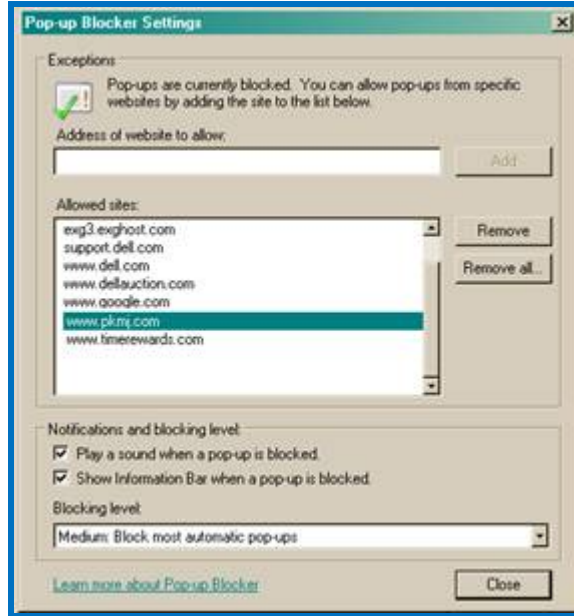 Pop-up Blocker Settings
Exceptions
Pop-ups are currently blocked. You can allow pop-ups from specific
websites by adding the site to the list below.
Address of website to allow:
Add
Allowed sites:
exg3.exghost.com
support.dell.com
www.dell.com
www.dellauction.com
www.google.com
www.pkmj.com
www.timerewards.com
Remove
Remove all...
Notifications and blocking level:
Play a sound when a pop-up is blocked.
Show Information Bar when a pop-up is blocked.
Blocking level:
Medium: Block most automatic pop-ups
Learn more about Pop-up Blocker
Close